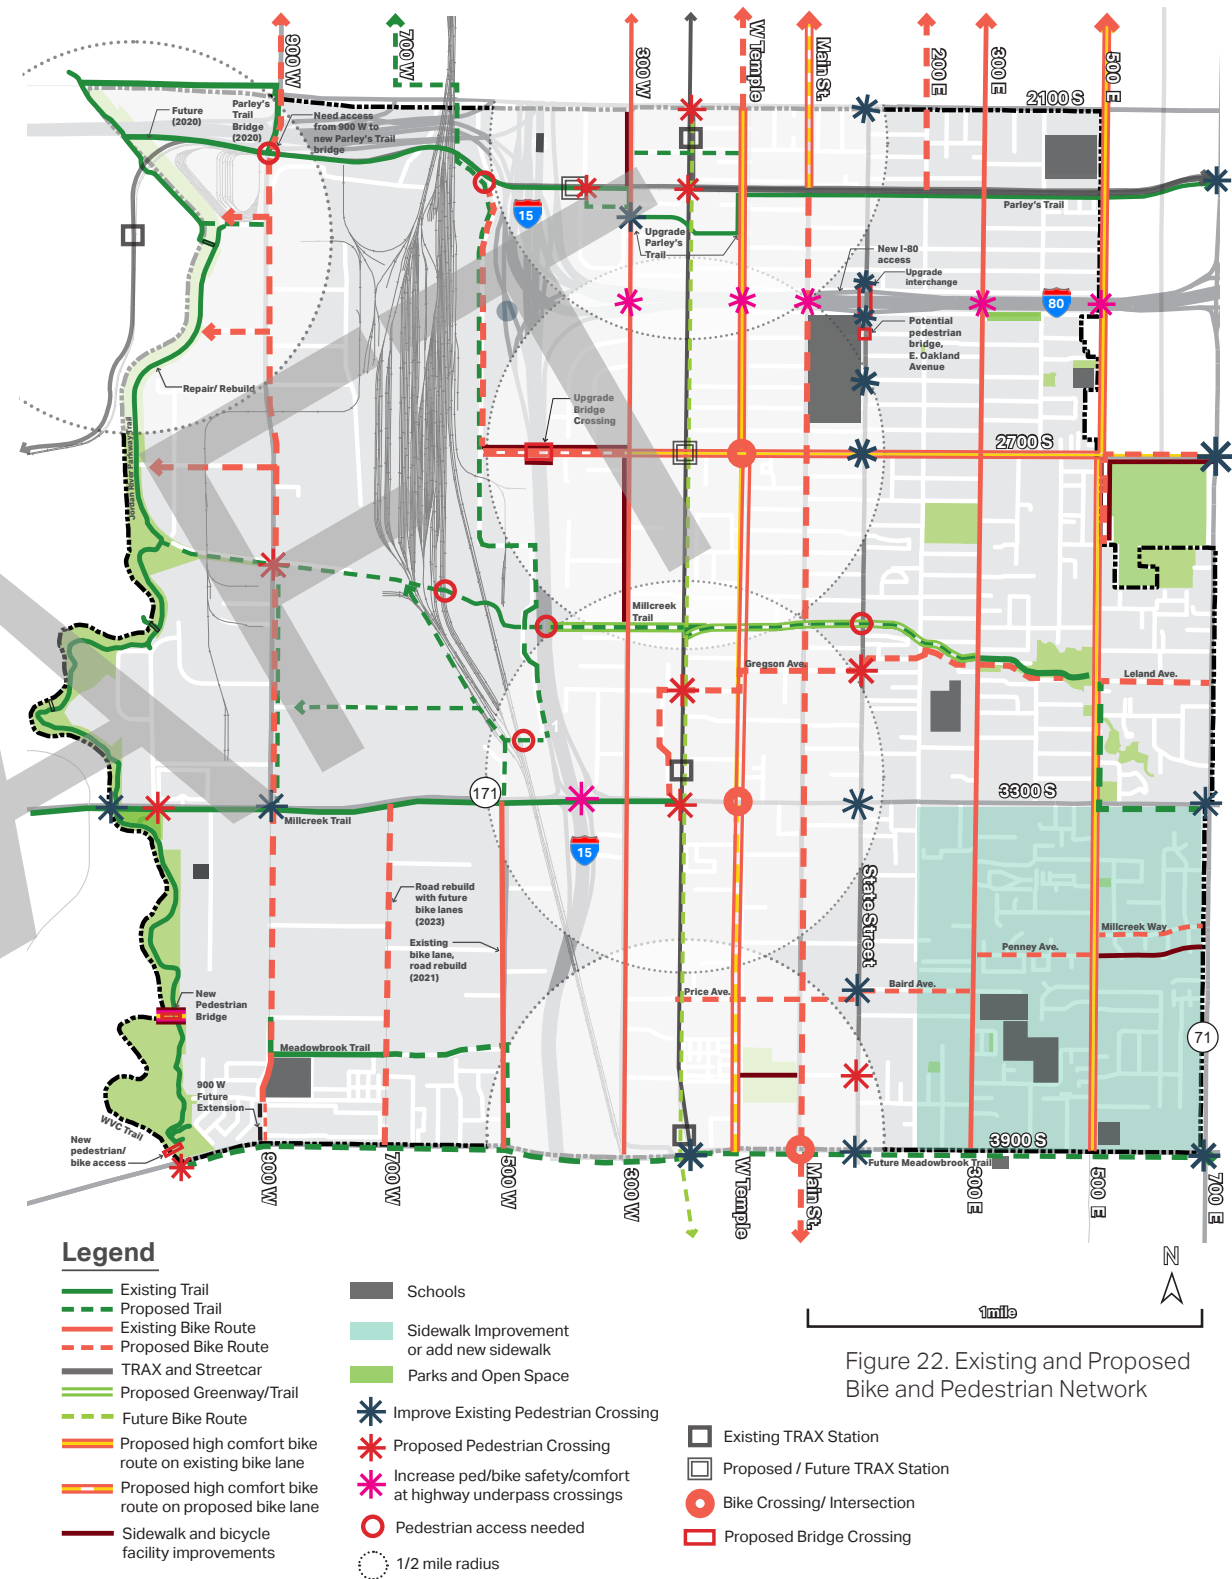 900 W
700 W
300 W
W Temple
Main St.
200 E
300 E
500 E
2100 S
Future
(2020)
Parley's
Trail
Bridge
(2020)
Need access
from 900 W to
new Parley's Trail
bridge
15
Parley's Trail
Upgrade
Parley's
Trail
New I-80
access
Upgrade
interchange
80
Potential
pedestrian
bridge,
E. Oakland
Avenue
Repair/ Rebuild
Upgrade
Bridge
Crossing
2700 S
Jordan River Parkway Trail
Millcreek
Trail
Gregson Ave.
Leland Ave.
171
3300 S
Millcreek Trail
15
State Street
Road rebuild
with future
bike lanes
(2023)
Existing
bike lane,
road rebuild
(2021)
Millcreek Way
Penney Ave.
Price Ave.
Baird Ave.
New
Pedestrian
Bridge
71
Meadowbrook Trail
900 W
Future
Extension
WVC Trail
New
pedestrian/
bike access
3900 S
Future Meadowbrook Trail
900 W
700 W
500 W
300 W
W Temple
Main St.
300 E
500 E
700 E
Legend
Existing Trail
Proposed Trail
Existing Bike Route
Proposed Bike Route
TRAX and Streetcar
Proposed Greenway/Trail
Future Bike Route
Proposed high comfort bike
route on existing bike lane
Proposed high comfort bike
route on proposed bike lane
Sidewalk and bicycle
facility improvements
Schools
Sidewalk Improvement
or add new sidewalk
Parks and Open Space
Improve Existing Pedestrian Crossing
Proposed Pedestrian Crossing
Increase ped/bike safety/comfort
at highway underpass crossings
Pedestrian access needed
1/2 mile radius
Existing TRAX Station
Proposed / Future TRAX Station
Bike Crossing/ Intersection
Proposed Bridge Crossing
N
1mile
Figure 22. Existing and Proposed
Bike and Pedestrian Network